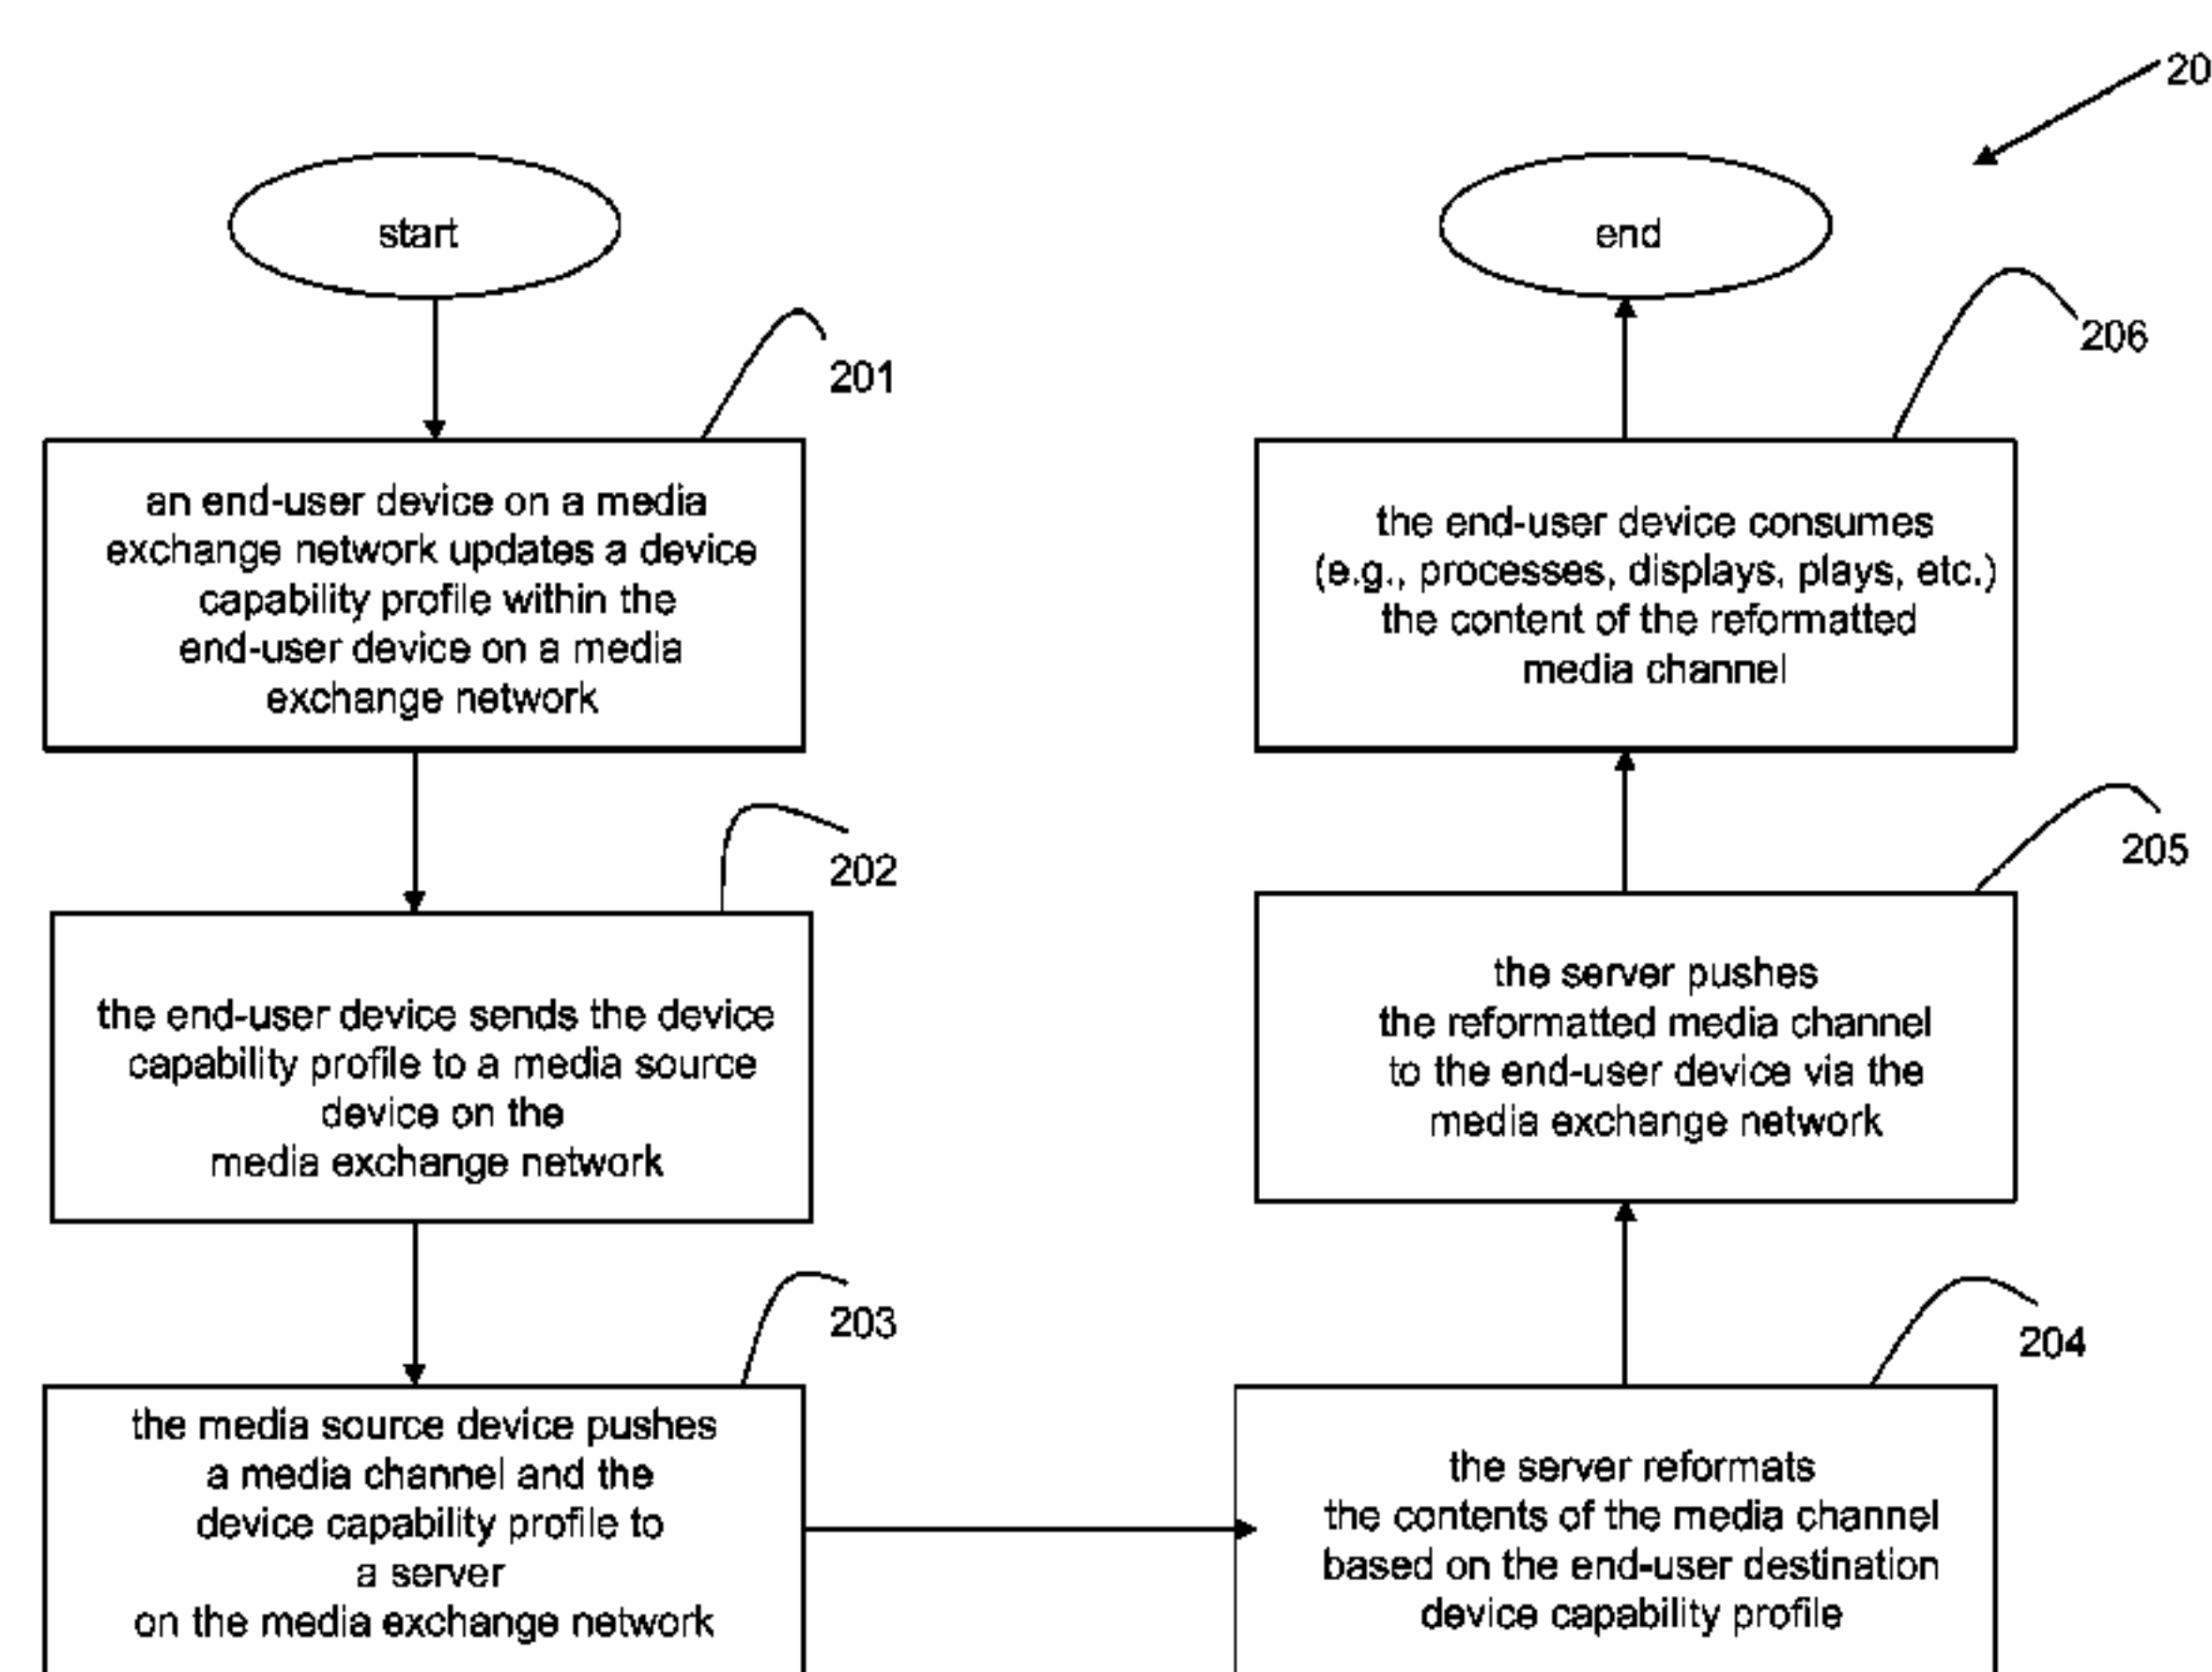 20
start
201
an end-user device on a media
exchange network updates a device
capability profile within the
end-user device on a media
exchange network
202
the end-user device sends the device
capability profile to a media source
device on the
media exchange network
203
the media source device pushes
a media channel and the
device capability profile to
a server
on the media exchange network
204
the server reformats
the contents of the media channel
based on the end-user destination
device capability profile
205
the server pushes
the reformatted media channel
to the end-user device via the
media exchange network
206
the end-user device consumes
(e.g., processes, displays, plays, etc.)
the content of the reformatted
media channel
end